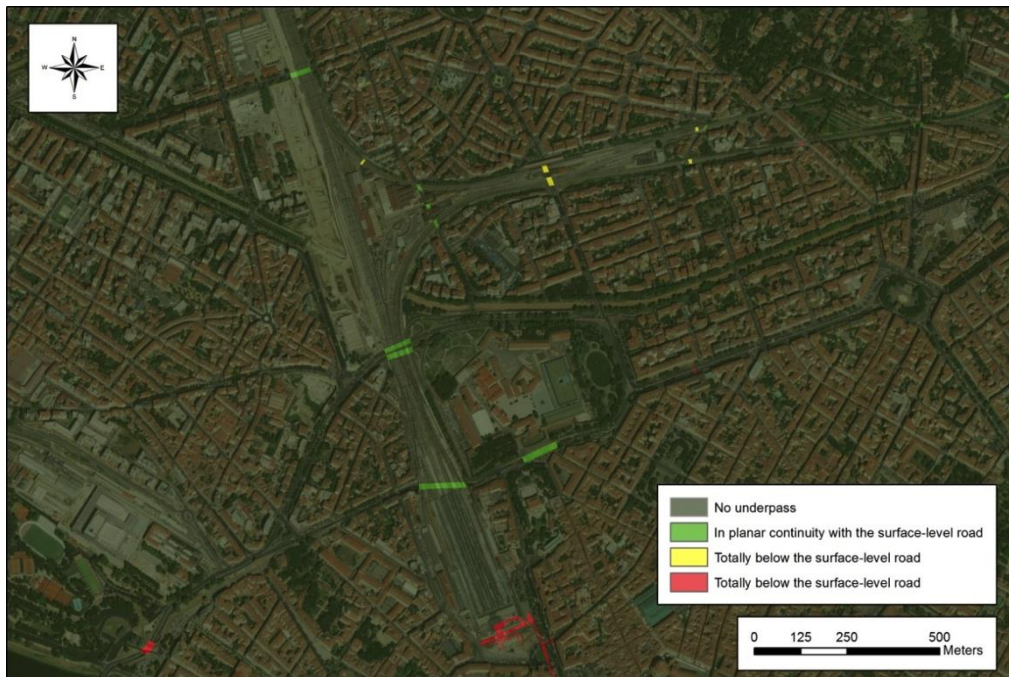 N
W E
S
No underpass
In planar continuity with the surface-level road
Totally below the surface-level road
Totally below the surface-level road
0 125 250 500
Meters